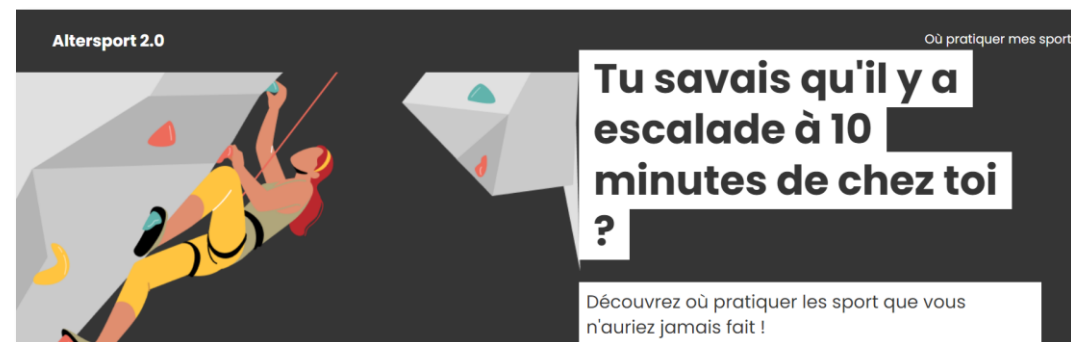 Altersport 2.0
Où pratiquer mes sport
Tu savais qu'il y a
escalade à 10
minutes de chez toi
?
Découvrez où pratiquer les sport que vous
n'auriez jamais fait !